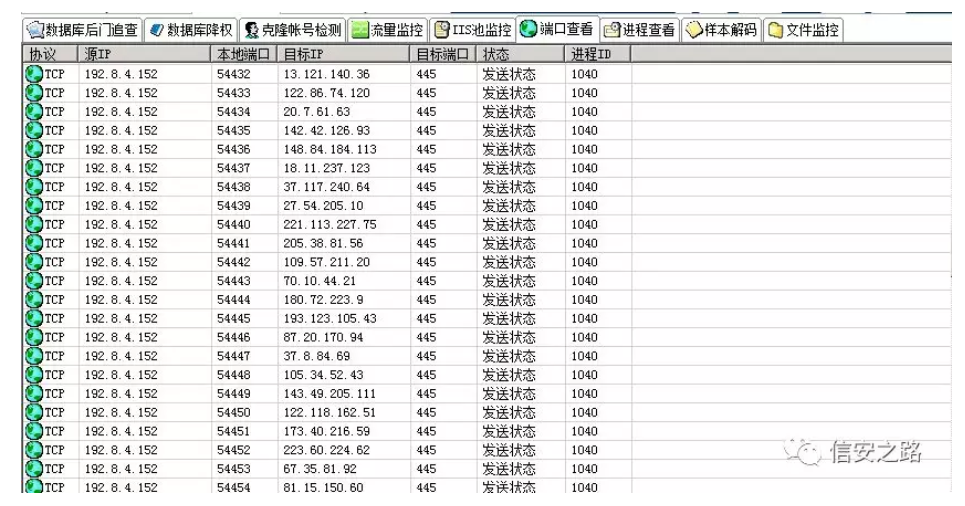 数据库后门追查 数据库降权 克隆帐号检测 流量监控 IIS池监控 端口查看 进程查看 样本解码 文件监控
协议 源IP 本地端口 目标IP 目标端口 状态 进程ID
TCP 192.8.4.152 54432 13.121.140.36 445 发送状态 1040
TCP 192.8.4.152 54433 122.86.74.120 445 发送状态 1040
TCP 192.8.4.152 54434 20.7.61.63 445 发送状态 1040
TCP 192.8.4.152 54435 142.42.126.93 445 发送状态 1040
TCP 192.8.4.152 54436 148.84.184.113 445 发送状态 1040
TCP 192.8.4.152 54437 18.11.237.123 445 发送状态 1040
TCP 192.8.4.152 54438 37.117.240.64 445 发送状态 1040
TCP 192.8.4.152 54439 27.54.205.10 445 发送状态 1040
TCP 192.8.4.152 54440 221.113.227.75 445 发送状态 1040
TCP 192.8.4.152 54441 205.38.81.56 445 发送状态 1040
TCP 192.8.4.152 54442 109.57.211.20 445 发送状态 1040
TCP 192.8.4.152 54443 70.10.44.21 445 发送状态 1040
TCP 192.8.4.152 54444 180.72.223.9 445 发送状态 1040
TCP 192.8.4.152 54445 193.123.105.43 445 发送状态 1040
TCP 192.8.4.152 54446 87.20.170.94 445 发送状态 1040
TCP 192.8.4.152 54447 37.8.84.69 445 发送状态 1040
TCP 192.8.4.152 54448 105.34.52.43 445 发送状态 1040
TCP 192.8.4.152 54449 143.49.205.111 445 发送状态 1040
TCP 192.8.4.152 54450 122.118.162.51 445 发送状态 1040
TCP 192.8.4.152 54451 173.40.216.59 445 发送状态 1040
TCP 192.8.4.152 54452 223.60.224.62 445 发送状态 1040
TCP 192.8.4.152 54453 67.35.81.92 445 发送状态 1040
TCP 192.8.4.152 54454 81.15.150.60 445 发送状态 1040
信安之路